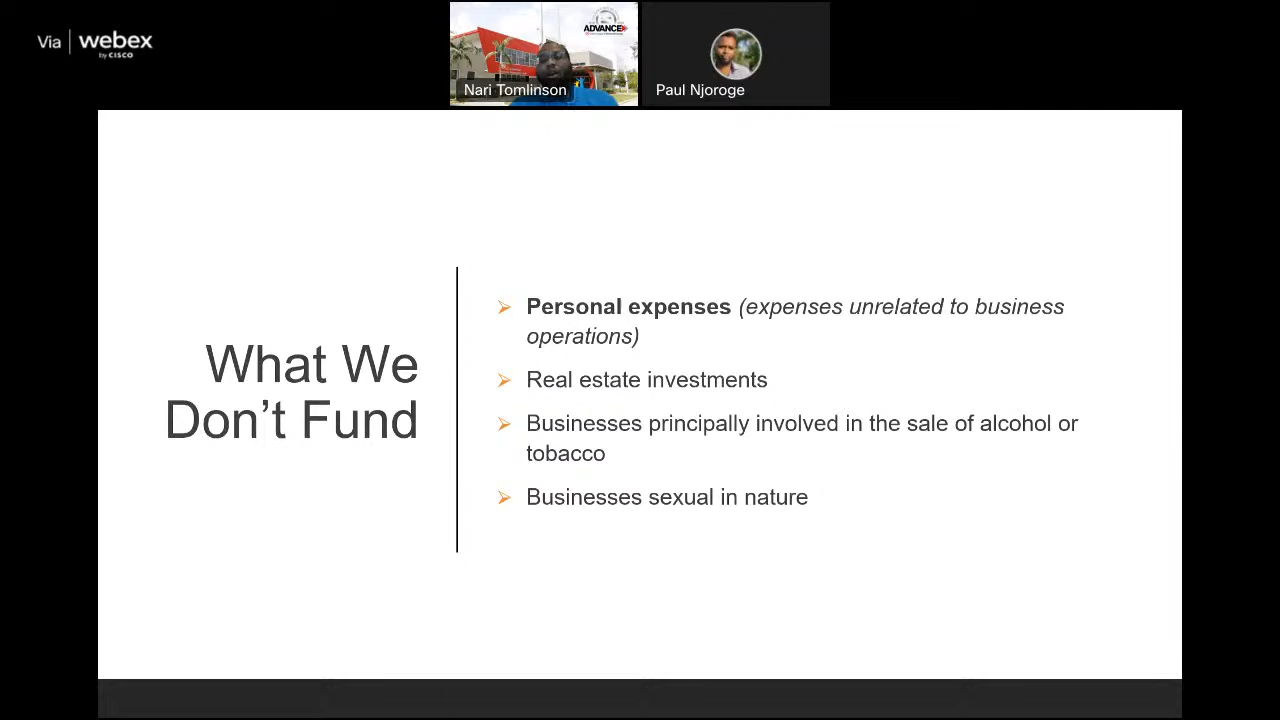 Via webex
by CISCO
ADVANCE
Nari Tomlinson
Paul Njoroge
What We
Don't Fund
Personal expenses (expenses unrelated to business
operations)
Real estate investments
Businesses principally involved in the sale of alcohol or
tobacco
Businesses sexual in nature